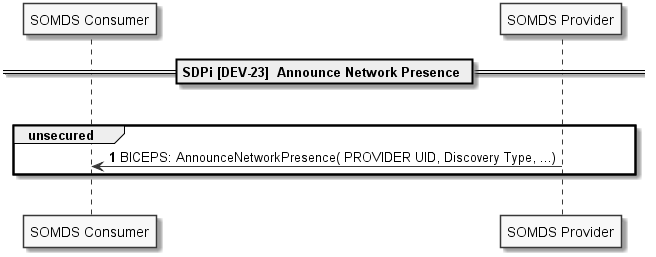 SOMDS Consumer
SOMDS Provider
SDPi [DEV-23] Announce Network Presence
unsecured
1 BICEPS: AnnounceNetworkPresence( PROVIDER UID, Discovery Type, ...)
SOMDS Consumer
SOMDS Provider